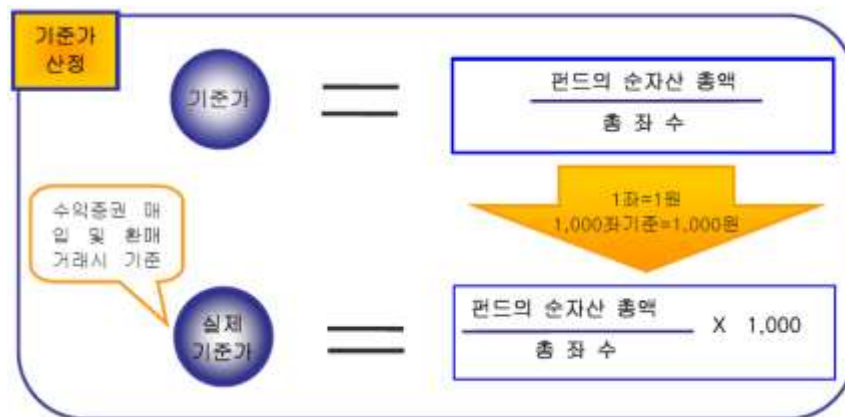 기준가
산정
기준가
펀드의 순자산 총액
총 좌 수
1좌=1원
1,000좌기준=1,000원
수익증권 매
입 및 환매
거래시 기준
실제
기준가
펀드의 순자산 총액
총 좌 수
X 1,000